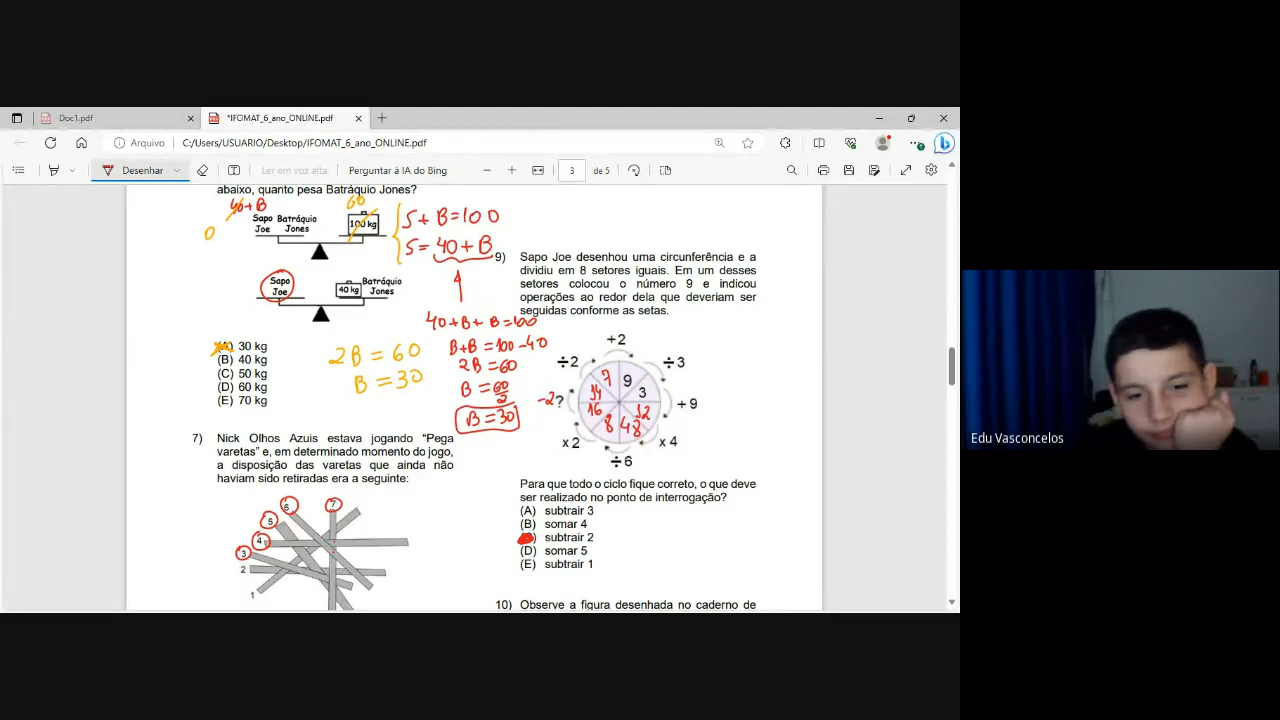 Doc1.pdf
*IFOMAT_6_ano_ONLINE.pdf
Arquivo
C:/Users/USUARIO/Desktop/IFOMAT_6_ano_ONLINE.pdf
Desenhar
Ler em voz alta
Perguntar à IA do Bing
3
de 5
abaixo, quanto pesa Batráquio Jones?
40+B
60
0
Sapo Joe
Batráquio Jones
100 kg
S + B = 100
S = 40 + B
Sapo Joe
40 kg
Batráquio Jones
40+B+B=100
B+B=100-40
2B=60
B=60/2
B=30
2B = 60
B = 30
(A) 30 kg
(B) 40 kg
(C) 50 kg
(D) 60 kg
(E) 70 kg
7) Nick Olhos Azuis estava jogando “Pega
varetas” e, em determinado momento do jogo,
a disposição das varetas que ainda não
haviam sido retiradas era a seguinte:
7
6
5
4
3
2
1
9) Sapo Joe desenhou uma circunferência e a
dividiu em 8 setores iguais. Em um desses
setores colocou o número 9 e indicou
operações ao redor dela que deveriam ser
seguidas conforme as setas.
+2
÷2
÷3
7
9
14
3
-2?
+9
16
12
8
48
x2
x4
÷6
Para que todo o ciclo fique correto, o que deve
ser realizado no ponto de interrogação?
(A) subtrair 3
(B) somar 4
subtrair 2
(D) somar 5
(E) subtrair 1
10) Observe a figura desenhada no caderno de
Edu Vasconcelos